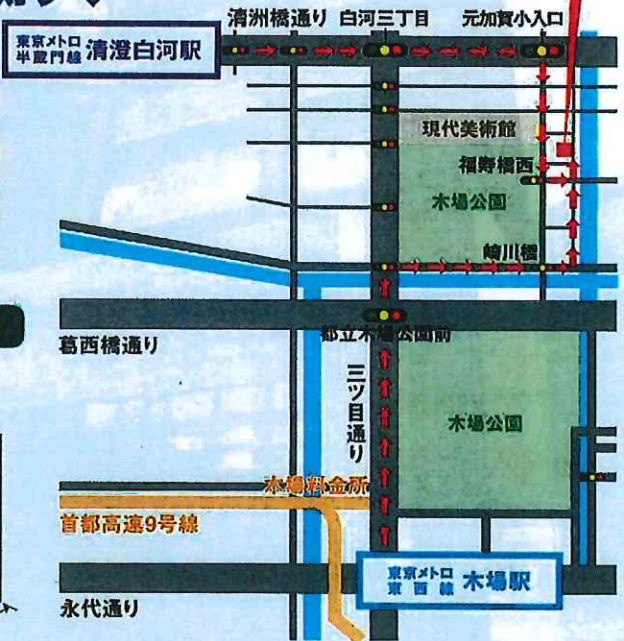 清洲橋通り 白河三丁目 元加賀小入口
東京メトロ
半蔵門線 清澄白河駅
現代美術館
福寿橋西
木場公園
崎川橋
葛西橋通り
都立木場公園前
三ツ目通り
木場公園
木場料金所
首都高速9号線
東京メトロ
東西線 木場駅
永代通り